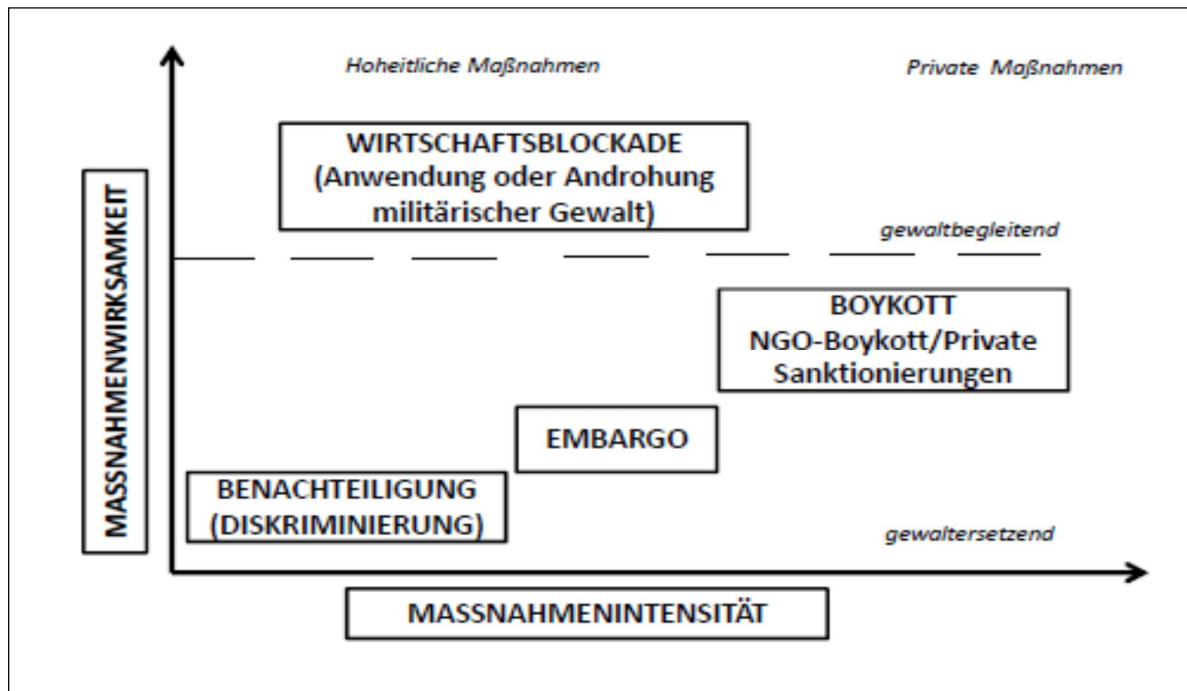 Hoheitliche Maßnahmen
Private Maßnahmen
WIRTSCHAFTSBLOCKADE
(Anwendung oder Androhung
militärischer Gewalt)
gewaltbegleitend
MASSNAHMENWIRKSAMKEIT
BOYKOTT
NGO-Boykott/Private
Sanktionierungen
EMBARGO
BENACHTEILIGUNG
(DISKRIMINIERUNG)
gewaltersetzend
MASSNAHMENINTENSITÄT